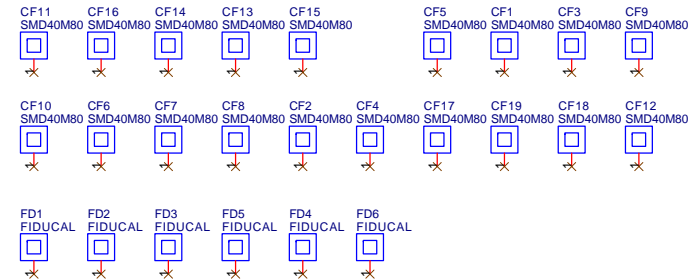 CF11 CF16 CF14 CF13 CF15 CF5 CF1 CF3 CF9
SMD40M80 SMD40M80 SMD40M80 SMD40M80 SMD40M80 SMD40M80 SMD40M80 SMD40M80 SMD40M80
CF10 CF6 CF7 CF8 CF2 CF4 CF17 CF19 CF18 CF12
SMD40M80 SMD40M80 SMD40M80 SMD40M80 SMD40M80 SMD40M80 SMD40M80 SMD40M80 SMD40M80 SMD40M80
FD1 FD2 FD3 FD5 FD4 FD6
FIDUCAL FIDUCAL FIDUCAL FIDUCAL FIDUCAL FIDUCAL